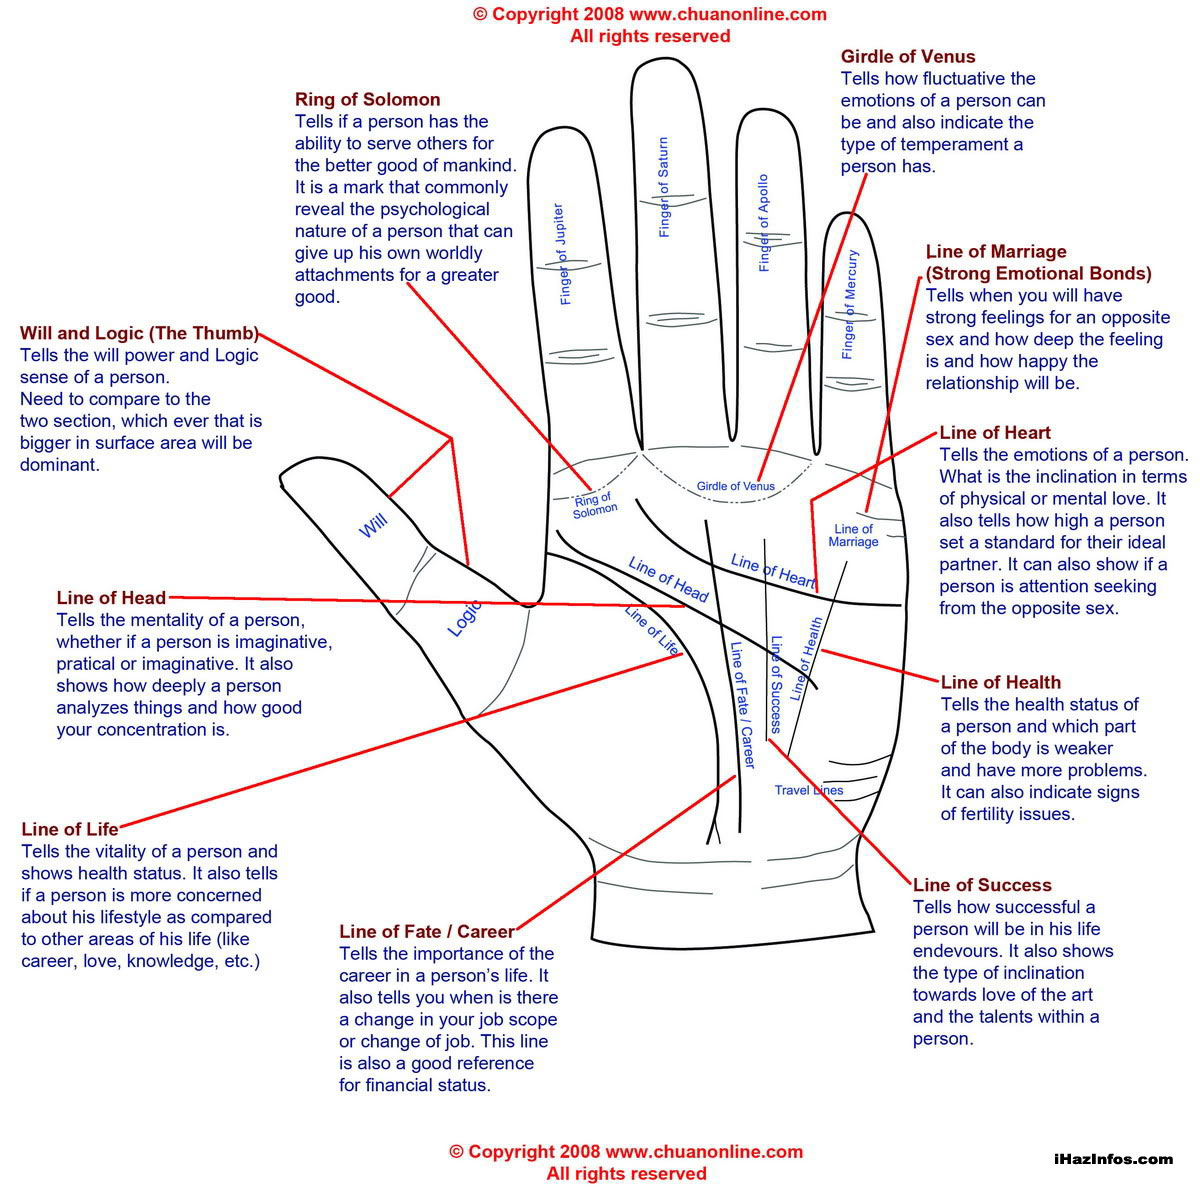 © Copyright 2008 www.chuanonline.com
All rights reserved
Girdle of Venus
Tells how fluctuative the
emotions of a person can
be and also indicate the
type of temperament a
person has.
Ring of Solomon
Tells if a person has the
ability to serve others for
the better good of mankind.
It is a mark that commonly
reveal the psychological
nature of a person that can
give up his own worldly
attachments for a greater
good.
Line of Marriage
(Strong Emotional Bonds)
Tells when you will have
strong feelings for an opposite
sex and how deep the feeling
is and how happy the
relationship will be.
Will and Logic (The Thumb)
Tells the will power and Logic
sense of a person.
Need to compare to the
two section, which ever that is
bigger in surface area will be
dominant.
Line of Heart
Tells the emotions of a person.
What is the inclination in terms
of physical or mental love. It
also tells how high a person
set a standard for their ideal
partner. It can also show if a
person is attention seeking
from the opposite sex.
Finger of Jupiter
Finger of Saturn
Finger of Apollo
Finger of Mercury
Ring of
Solomon
Girdle of Venus
Line of
Marriage
Will
Logic
Line of Head
Line of Heart
Line of Life
Line of Fate / Career
Line of Success
Line of Health
Travel Lines
Line of Head
Tells the mentality of a person,
whether if a person is imaginative,
pratical or imaginative. It also
shows how deeply a person
analyzes things and how good
your concentration is.
Line of Health
Tells the health status of
a person and which part
of the body is weaker
and have more problems.
It can also indicate signs
of fertility issues.
Line of Life
Tells the vitality of a person and
shows health status. It also tells
if a person is more concerned
about his lifestyle as compared
to other areas of his life (like
career, love, knowledge, etc.)
Line of Success
Tells how successful a
person will be in his life
endevours. It also shows
the type of inclination
towards love of the art
and the talents within a
person.
Line of Fate / Career
Tells the importance of the
career in a person's life. It
also tells you when is there
a change in your job scope
or change of job. This line
is also a good reference
for financial status.
© Copyright 2008 www.chuanonline.com
All rights reserved
iHazInfos.com